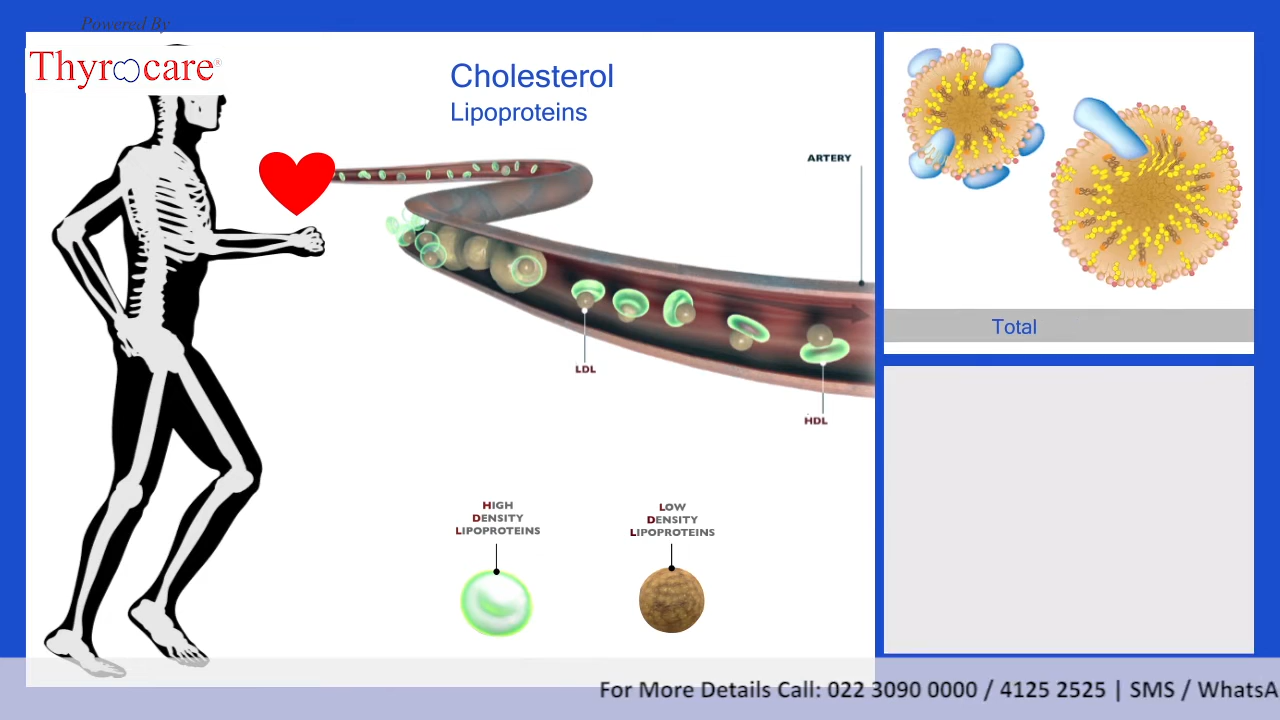 Powered By
Thyrocare®
Cholesterol
Lipoproteins
ARTERY
LDL
HDL
HIGH
DENSITY
LIPOPROTEINS
LOW
DENSITY
LIPOPROTEINS
Total
For More Details Call: 022 3090 0000 / 4125 2525 | SMS / WhatsA